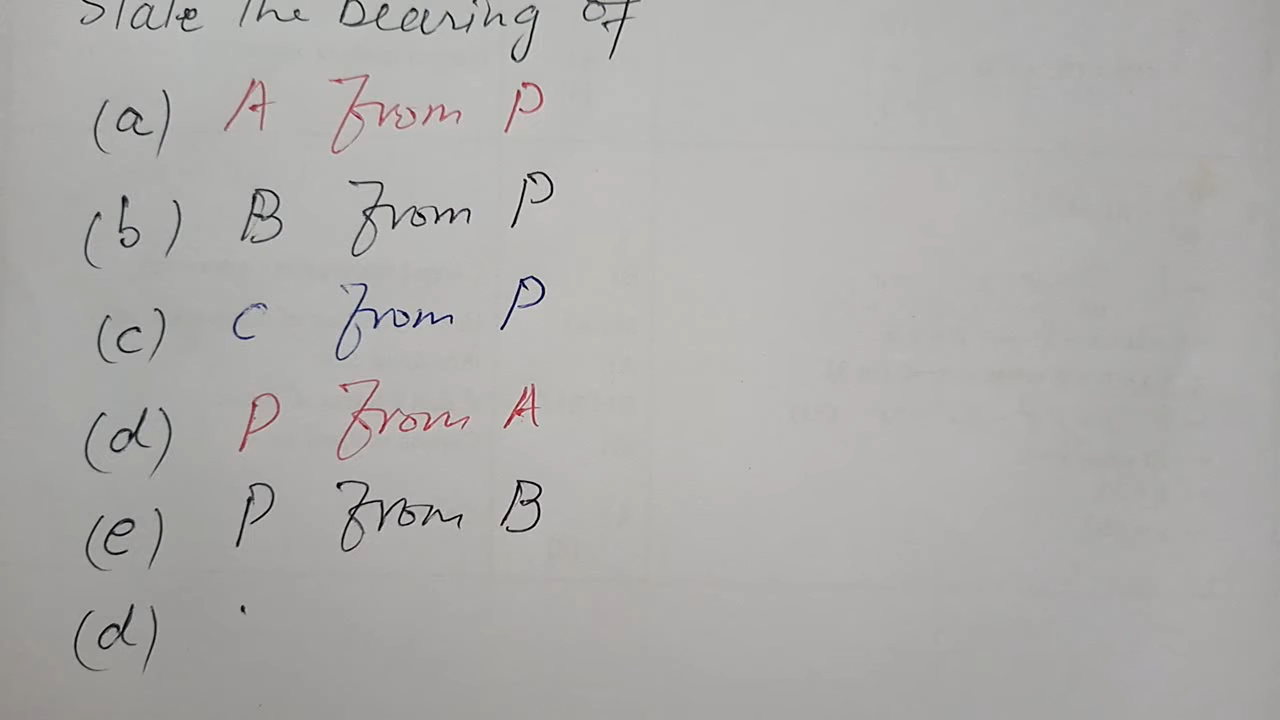 State the bearing of
(a) A from P
(b) B from P
(c) C from P
(d) P from A
(e) P from B
(d)